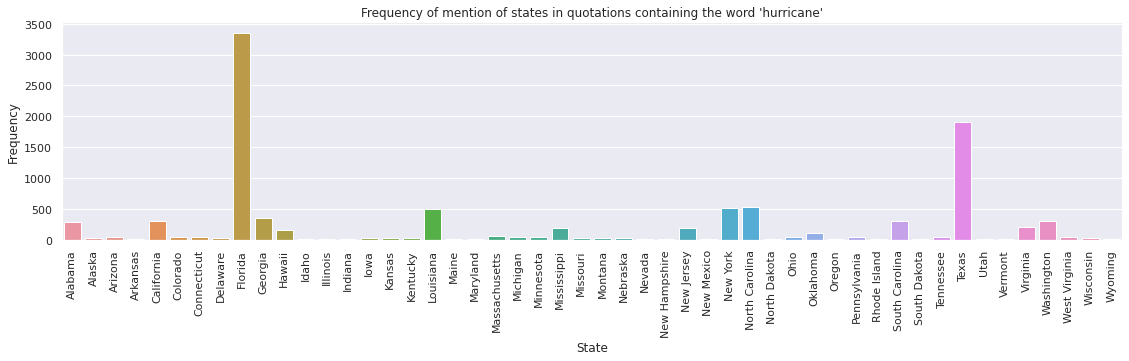 Frequency of mention of states in quotations containing the word 'hurricane'
Frequency
3500
3000
2500
2000
1500
1000
500
0
Alabama
Alaska
Arizona
Arkansas
California
Colorado
Connecticut
Delaware
Florida
Georgia
Hawaii
Idaho
Illinois
Indiana
Iowa
Kansas
Kentucky
Louisiana
Maine
Maryland
Massachusetts
Michigan
Minnesota
Mississippi
Missouri
Montana
Nebraska
Nevada
New Hampshire
New Jersey
New Mexico
New York
North Carolina
North Dakota
Ohio
Oklahoma
Oregon
Pennsylvania
Rhode Island
South Carolina
South Dakota
Tennessee
Texas
Utah
Vermont
Virginia
Washington
West Virginia
Wisconsin
Wyoming
State